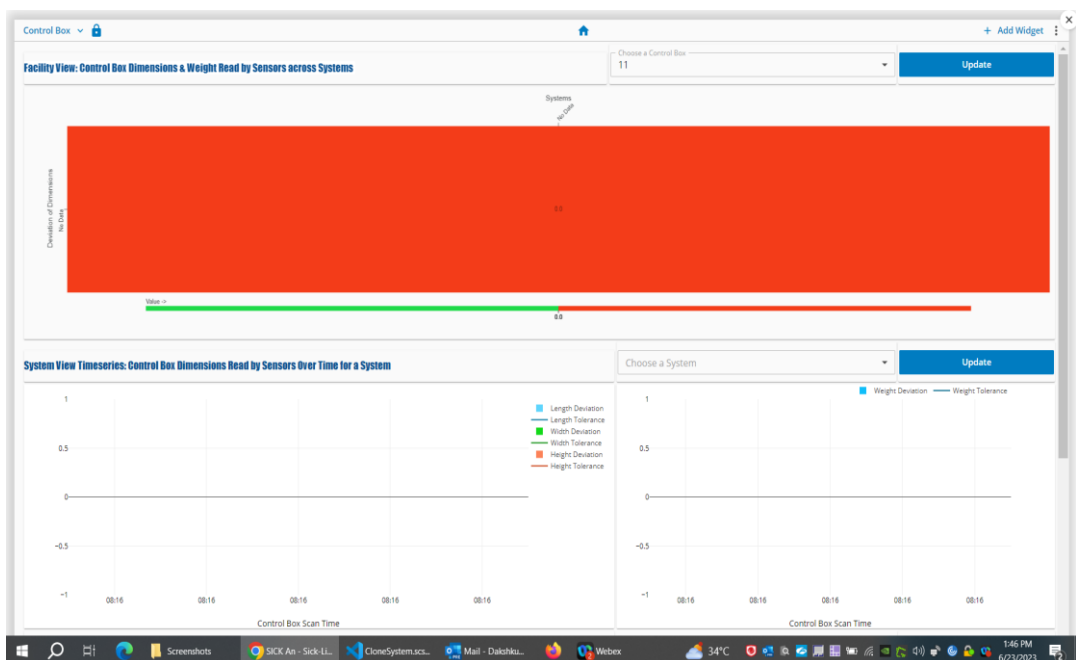 Control Box
+ Add Widget
Facility View: Control Box Dimensions & Weight Read by Sensors across Systems
Choose a Control Box
11
Update
Systems
No Data
Deviation of Dimensions
No Data
0.0
Value ->
0.0
System View Timeseries: Control Box Dimensions Read by Sensors Over Time for a System
Choose a System
Update
1
0.5
0
−0.5
−1
08:16 08:16 08:16 08:16 08:16
Control Box Scan Time
Length Deviation
Length Tolerance
Width Deviation
Width Tolerance
Height Deviation
Height Tolerance
Weight Deviation Weight Tolerance
1
0.5
0
−0.5
−1
08:16 08:16 08:16 08:16 08:16
Control Box Scan Time
Screenshots
SICK An - Sick-Li...
CloneSystem.scs...
Mail - Dakshku...
Webex
34°C
1:46 PM
6/23/2023